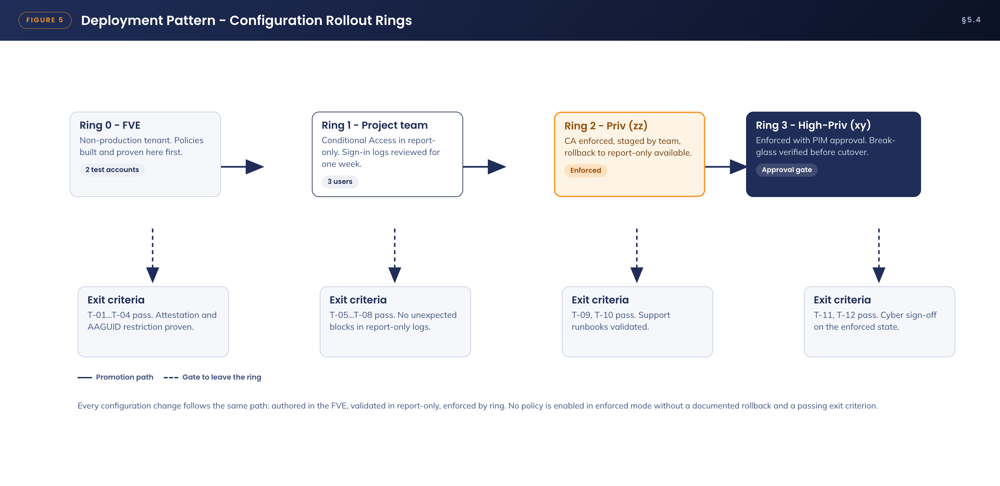 FIGURE 5
Deployment Pattern - Configuration Rollout Rings
§5.4
Ring 0 - FVE
Non-production tenant. Policies
built and proven here first.
2 test accounts
Ring 1 - Project team
Conditional Access in report-
only. Sign-in logs reviewed for
one week.
3 users
Ring 2 - Priv (zz)
CA enforced, staged by team,
rollback to report-only available.
Enforced
Ring 3 - High-Priv (xy)
Enforced with PIM approval. Break-
glass verified before cutover.
Approval gate
Exit criteria
T-01...T-04 pass. Attestation and
AAGUID restriction proven.
Exit criteria
T-05...T-08 pass. No unexpected
blocks in report-only logs.
Exit criteria
T-09, T-10 pass. Support
runbooks validated.
Exit criteria
T-11, T-12 pass. Cyber sign-off
on the enforced state.
Promotion path
Gate to leave the ring
Every configuration change follows the same path: authored in the FVE, validated in report-only, enforced by ring. No policy is enabled in enforced mode without a documented rollback and a passing exit criterion.